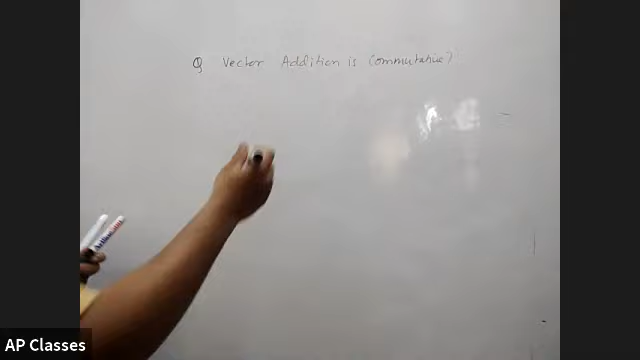 Q Vector Addition is Commutative?
AP Classes